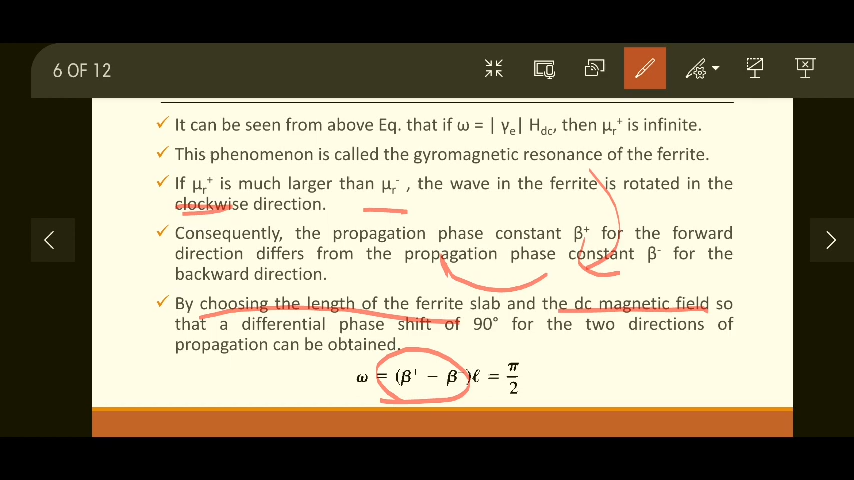 6 OF 12
✓ It can be seen from above Eq. that if ω = | γₑ| H_dc, then μᵣ⁺ is infinite.
✓ This phenomenon is called the gyromagnetic resonance of the ferrite.
✓ If μᵣ⁺ is much larger than μᵣ⁻ , the wave in the ferrite is rotated in the
clockwise direction.
✓ Consequently, the propagation phase constant β⁺ for the forward
direction differs from the propagation phase constant β⁻ for the
backward direction.
✓ By choosing the length of the ferrite slab and the dc magnetic field so
that a differential phase shift of 90° for the two directions of
propagation can be obtained.
ω = (β⁺ − β⁻)ℓ = π/2